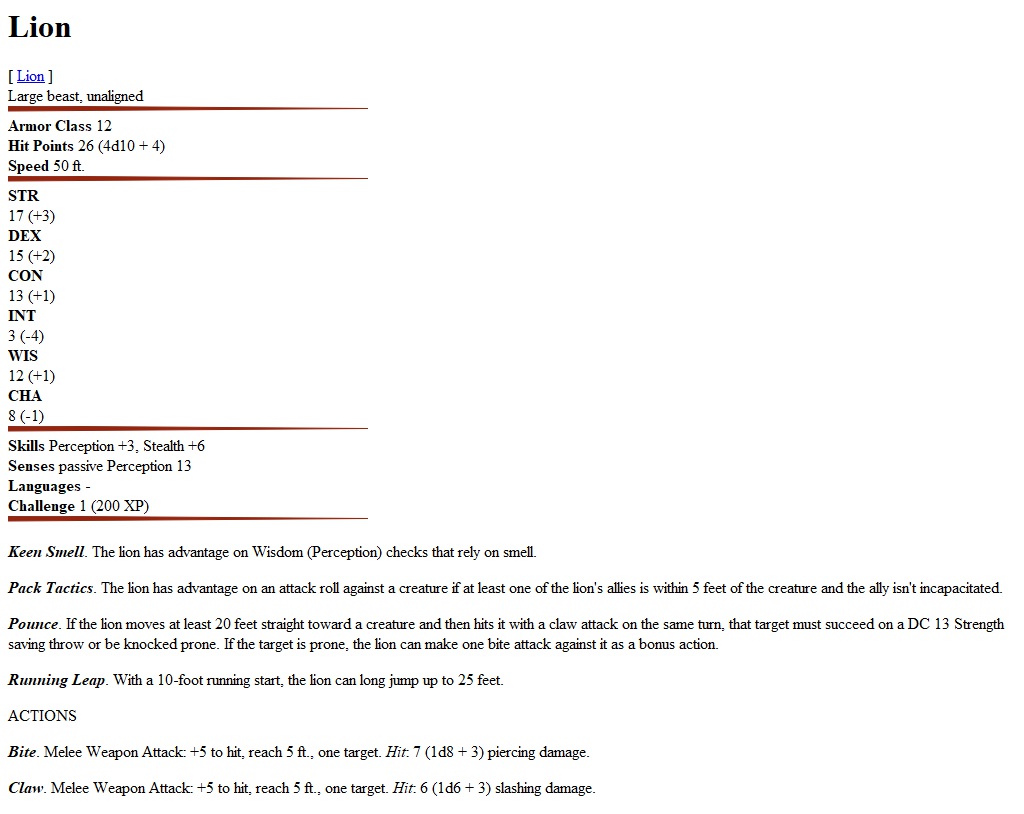 Lion
[ Lion ]
Large beast, unaligned
Armor Class 12
Hit Points 26 (4d10 + 4)
Speed 50 ft.
STR
17 (+3)
DEX
15 (+2)
CON
13 (+1)
INT
3 (-4)
WIS
12 (+1)
CHA
8 (-1)
Skills Perception +3, Stealth +6
Senses passive Perception 13
Languages -
Challenge 1 (200 XP)
Keen Smell. The lion has advantage on Wisdom (Perception) checks that rely on smell.
Pack Tactics. The lion has advantage on an attack roll against a creature if at least one of the lion's allies is within 5 feet of the creature and the ally isn't incapacitated.
Pounce. If the lion moves at least 20 feet straight toward a creature and then hits it with a claw attack on the same turn, that target must succeed on a DC 13 Strength
saving throw or be knocked prone. If the target is prone, the lion can make one bite attack against it as a bonus action.
Running Leap. With a 10-foot running start, the lion can long jump up to 25 feet.
ACTIONS
Bite. Melee Weapon Attack: +5 to hit, reach 5 ft., one target. Hit: 7 (1d8 + 3) piercing damage.
Claw. Melee Weapon Attack: +5 to hit, reach 5 ft., one target. Hit: 6 (1d6 + 3) slashing damage.